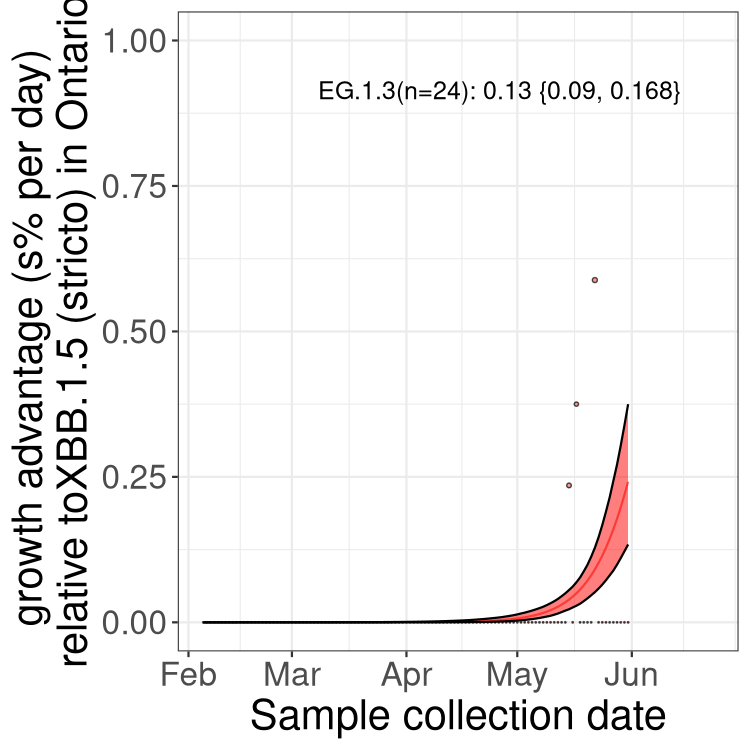 growth advantage (s% per day)
relative toXBB.1.5 (stricto) in Ontario
1.00
0.75
0.50
0.25
0.00
EG.1.3(n=24): 0.13 {0.09, 0.168}
Feb Mar Apr May Jun
Sample collection date